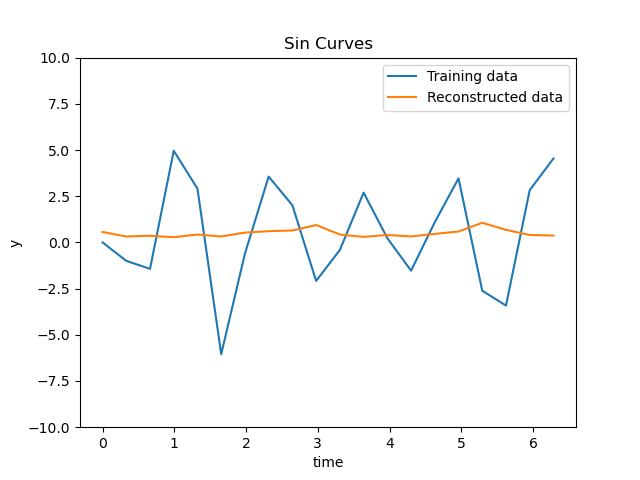 Sin Curves
Training data
Reconstructed data
10.0
7.5
5.0
2.5
0.0
−2.5
−5.0
−7.5
−10.0
y
0 1 2 3 4 5 6
time